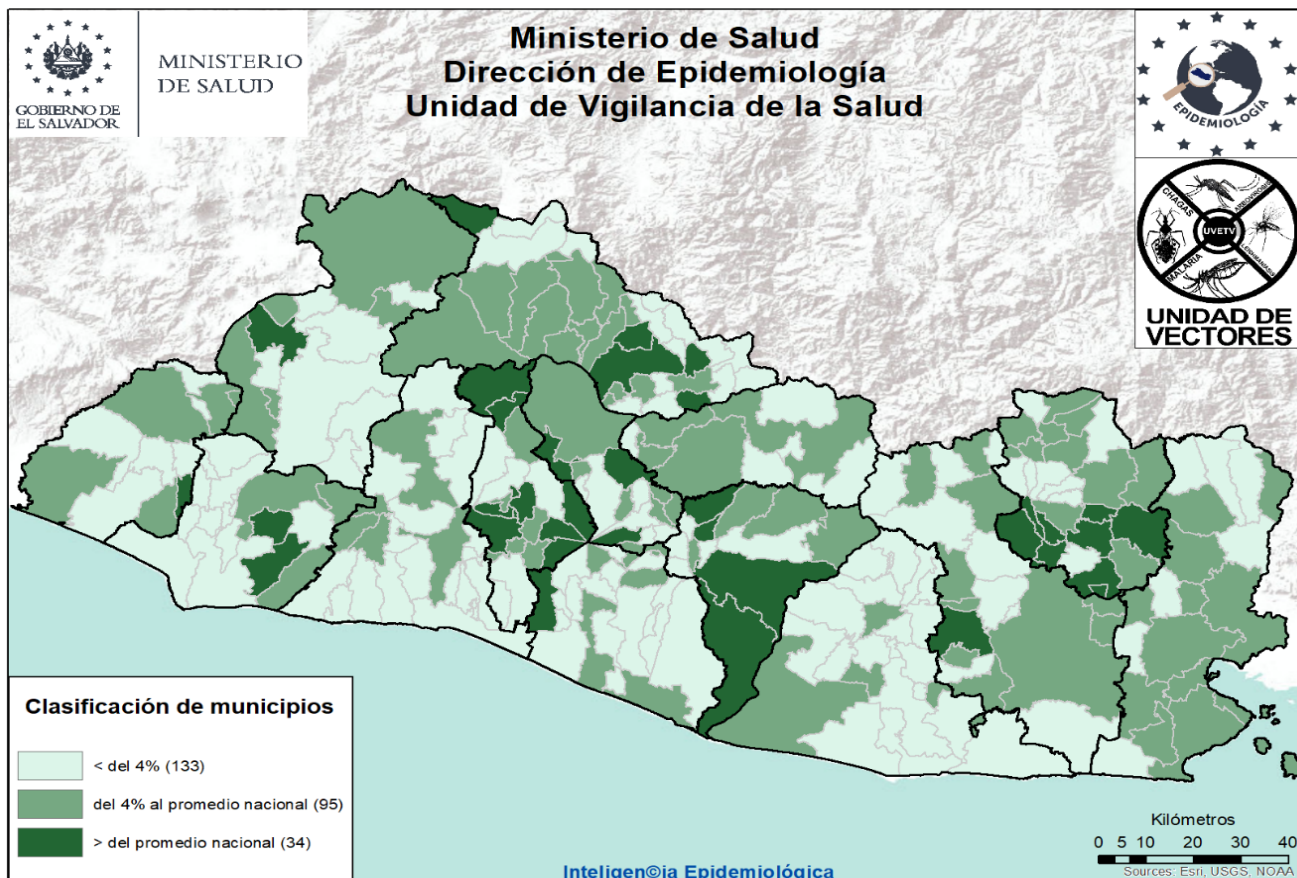 MINISTERIO
DE SALUD
GOBIERNO DE
EL SALVADOR
Ministerio de Salud
Dirección de Epidemiología
Unidad de Vigilancia de la Salud
EPIDEMIOLOGÍA
CHAGAS
UVETV
MALARIA
UNIDAD DE
VECTORES
Clasificación de municipios
< del 4% (133)
del 4% al promedio nacional (95)
> del promedio nacional (34)
Kilómetros
0 5 10 20 30 40
Sources: Esri, USGS, NOAA
Inteligen©ia Epidemiológica